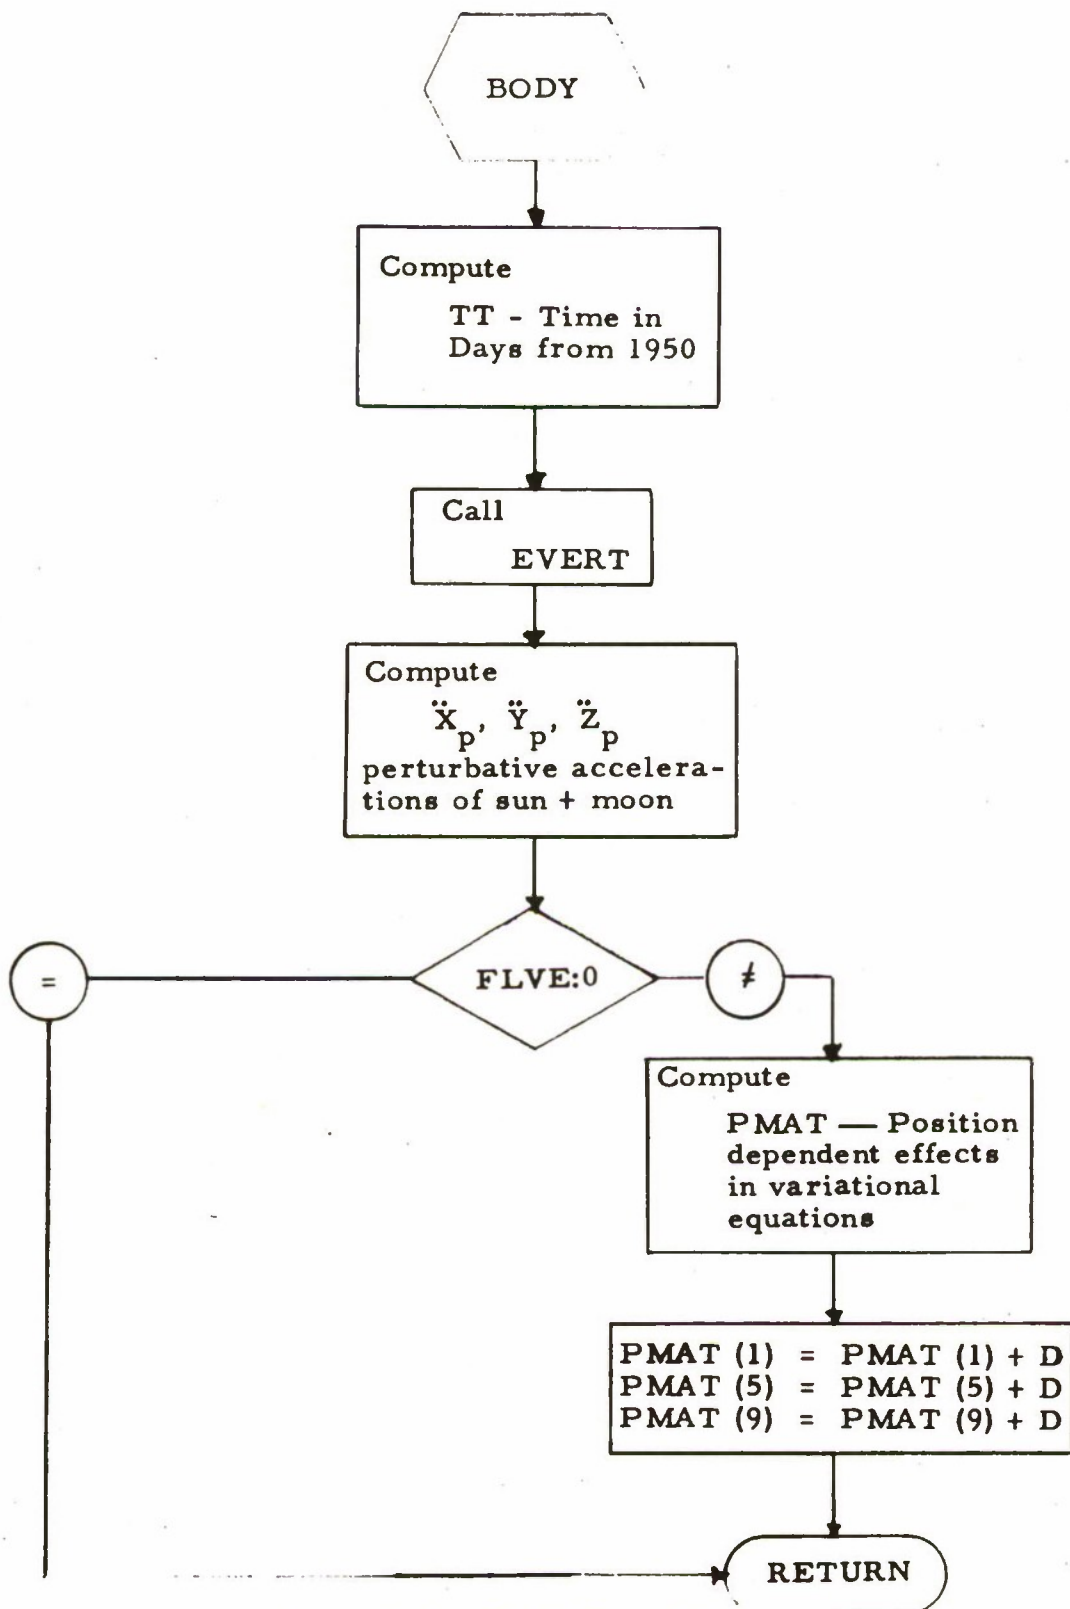 BODY
Compute
TT - Time in
Days from 1950
Call
EVERT
Compute
Ẍp, Ÿp, Z̈p
perturbative accelera-
tions of sun + moon
=
FLVE:0
≠
Compute
PMAT — Position
dependent effects
in variational
equations
PMAT (1) = PMAT (1) + D
PMAT (5) = PMAT (5) + D
PMAT (9) = PMAT (9) + D
RETURN